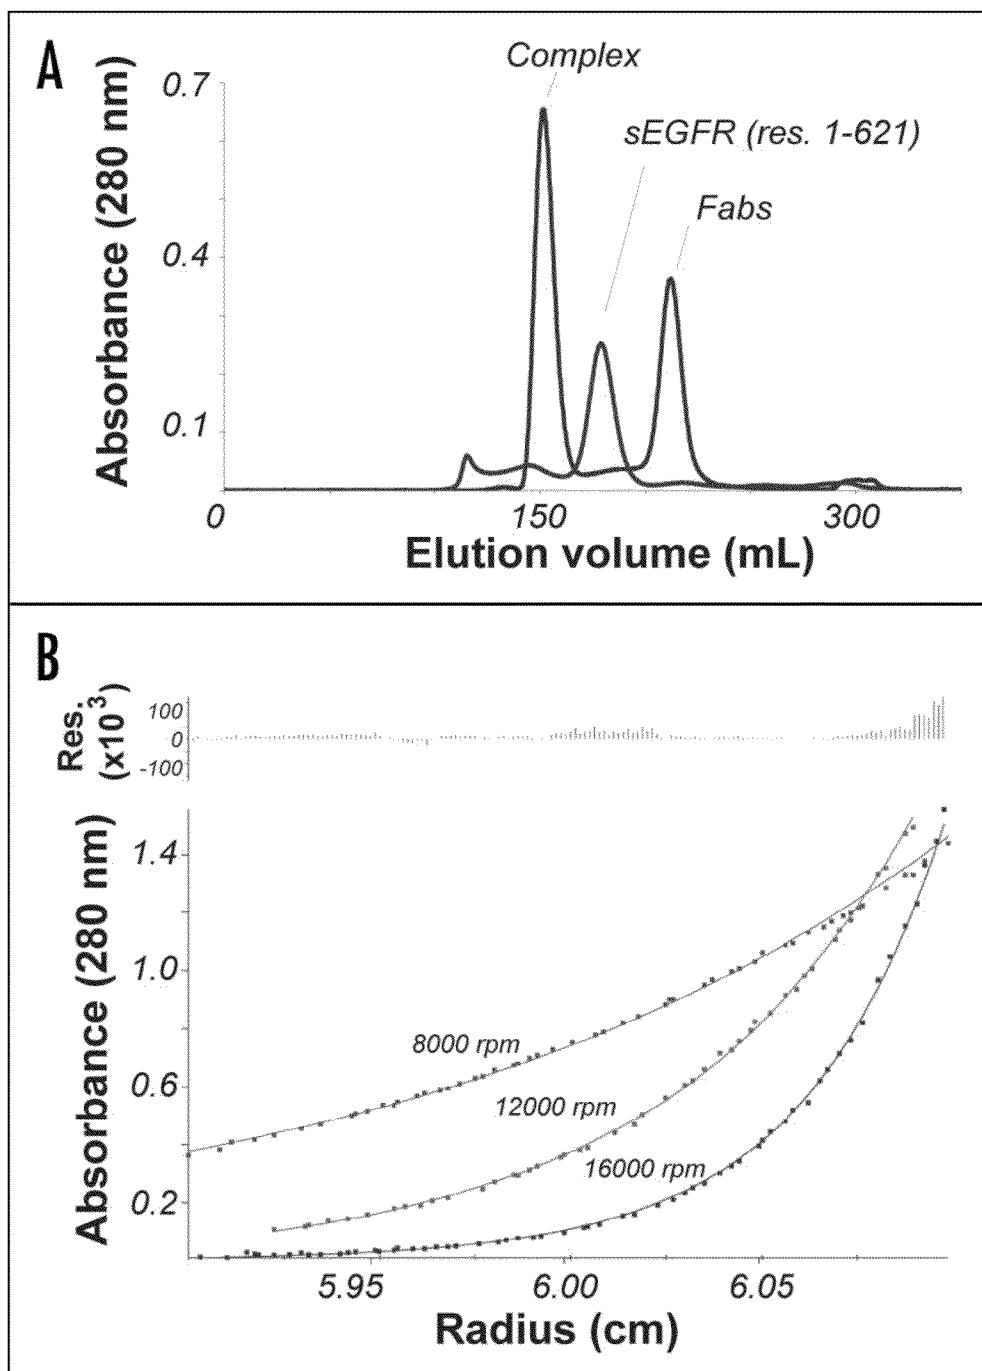 A
Complex
sEGFR (res. 1-621)
Fabs
Absorbance (280 nm)
0.7
0.4
0.1
0
150
300
Elution volume (mL)
B
Res.
(x10³)
100
0
-100
Absorbance (280 nm)
1.4
1.0
0.6
0.2
8000 rpm
12000 rpm
16000 rpm
5.95
6.00
6.05
Radius (cm)